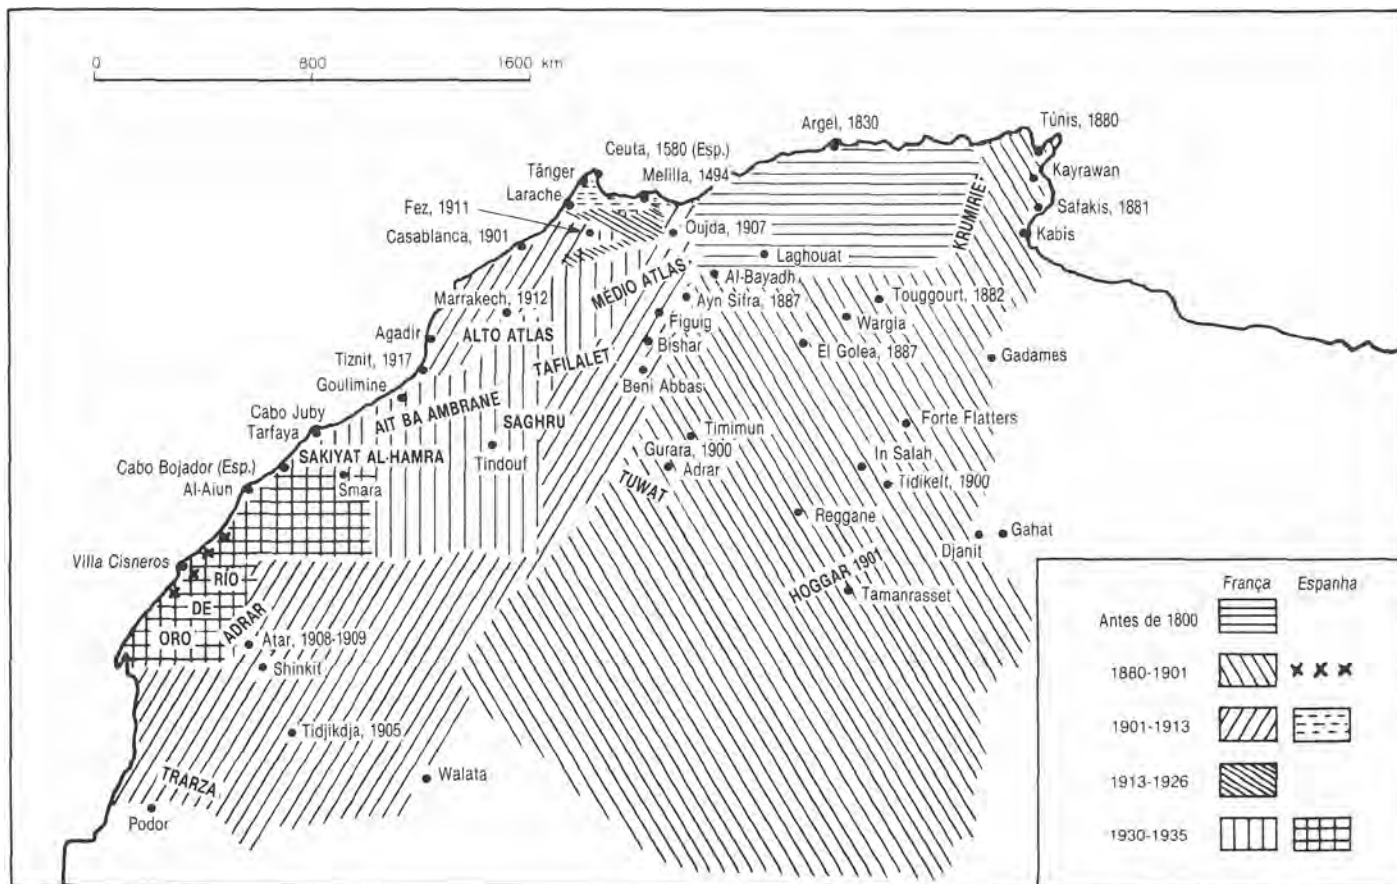 0 800 1600 km
Argel, 1830
Túnis, 1880
Ceuta, 1580 (Esp.)
Melilla, 1494
Tânger
Larache
Kayrawan
Fez, 1911
Safakis, 1881
KRUMIRIE
Casablanca, 1901
Oujda, 1907
Kabis
Laghouat
MÉDIO ATLAS
Al-Bayadh
Marrakech, 1912
Ayn Sifra, 1887
Touggourt, 1882
Figuig
Wargla
Agadir
ALTO ATLAS
Bishar
El Golea, 1887
Tiznit, 1917
TAFILALET
Gadames
Goulimine
Beni Abbas
AIT BA AMBRANE
Cabo Juby
Tarfaya
SAGHRU
Forte Flatters
Timimun
SAKIYAT AL-HAMRA
Tindouf
Gurara, 1900
Cabo Bojador (Esp.)
Adrar
In Salah
Al-Aiun
Smara
TUWAT
Tidikelt, 1900
Reggane
Gahat
Djanit
Villa Cisneros
RÍO
DE
ORO
HOGGAR 1901
Tamanrasset
ADRAR
Atar, 1908-1909
Shinkit
Tidjikdja, 1905
Walata
TRARZA
Podor
França Espanha
Antes de 1800
1880-1901
1901-1913
1913-1926
1930-1935